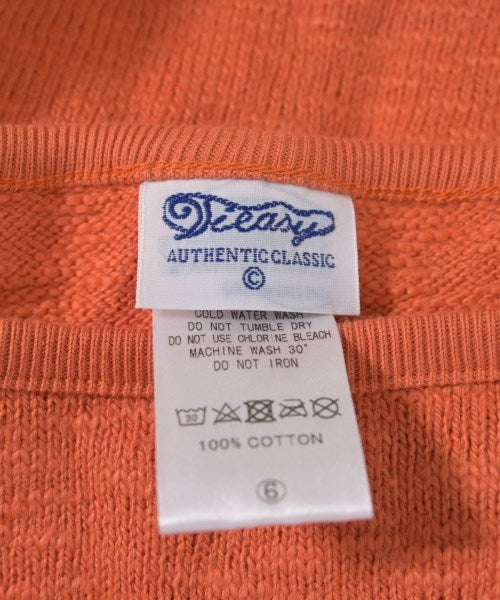 Dieasy
AUTHENTIC CLASSIC
©
COLD WATER WASH
DO NOT TUMBLE DRY
DO NOT USE CHLORINE BLEACH
MACHINE WASH 30°
DO NOT IRON
30
100% COTTON
⑥